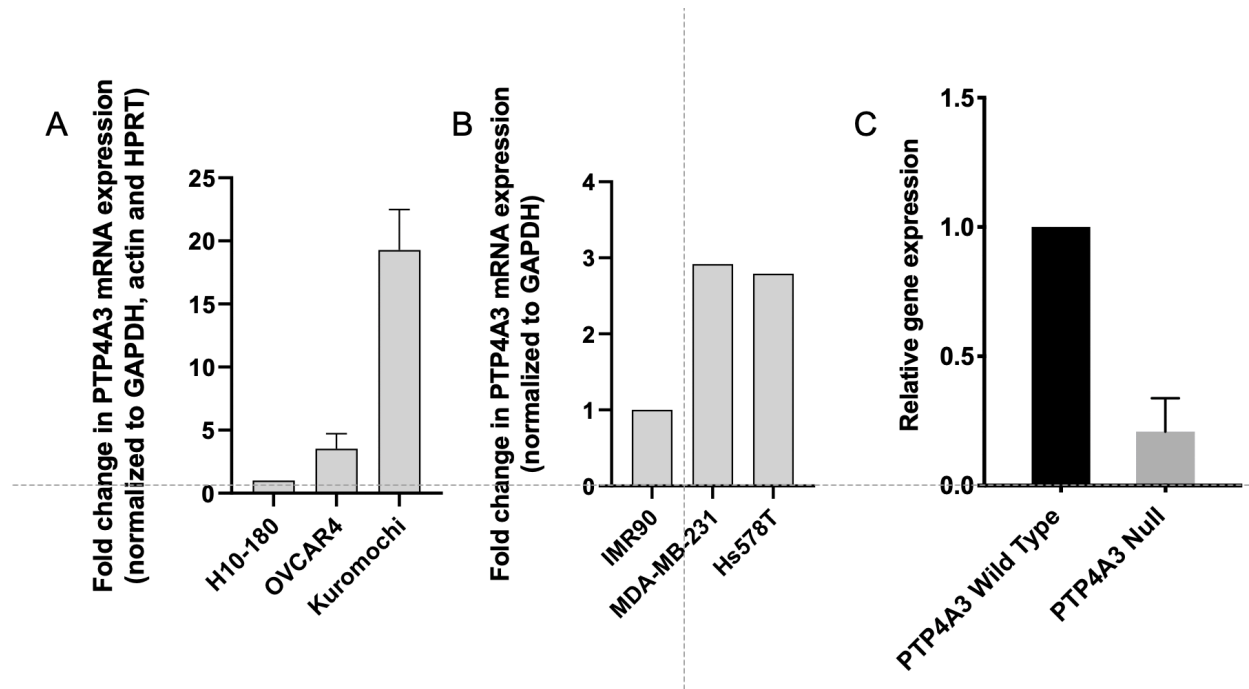 A
Fold change in PTP4A3 mRNA expression
(normalized to GAPDH, actin and HPRT)
25
20
15
10
5
0
H10-180
OVCAR4
Kuromochi
B
Fold change in PTP4A3 mRNA expression
(normalized to GAPDH)
4
3
2
1
0
IMR90
MDA-MB-231
Hs578T
C
Relative gene expression
1.5
1.0
0.5
0.0
PTP4A3 Wild Type
PTP4A3 Null